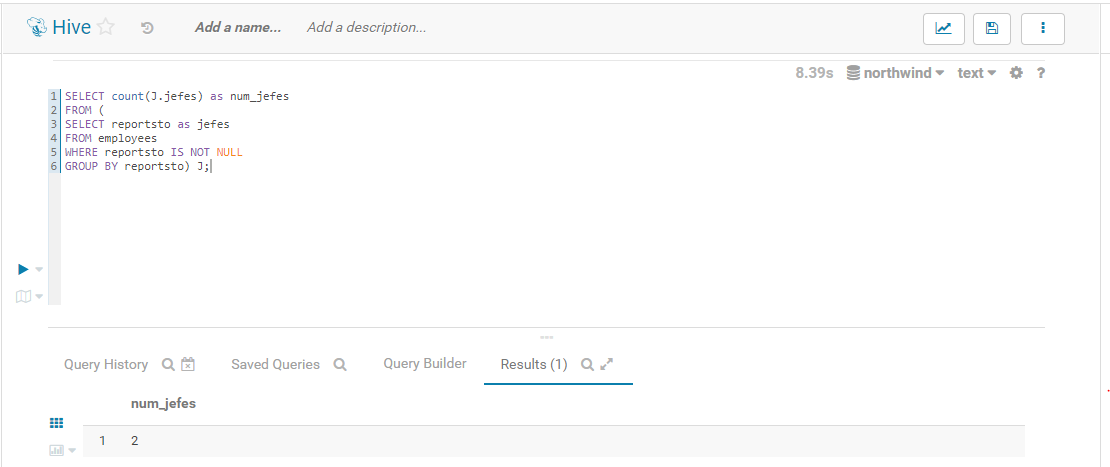 Hive Add a name... Add a description...
8.39s northwind text ?
1 SELECT count(J.jefes) as num_jefes
2 FROM (
3 SELECT reportsto as jefes
4 FROM employees
5 WHERE reportsto IS NOT NULL
6 GROUP BY reportsto) J;
Query History Saved Queries Query Builder Results (1)
num_jefes
1 2